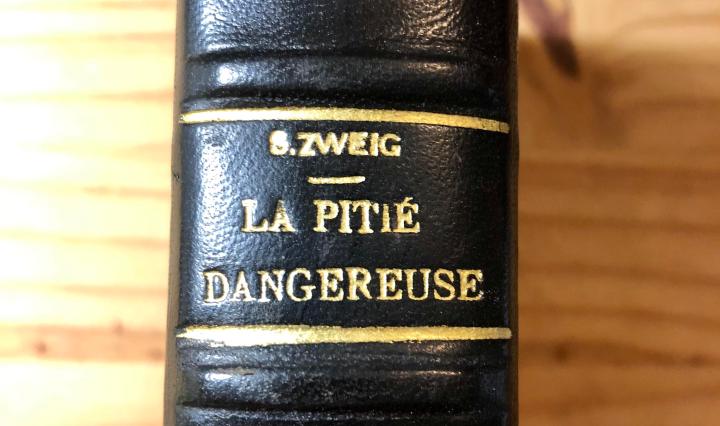 S.ZWEIG
LA PITIÉ
DANGEREUSE